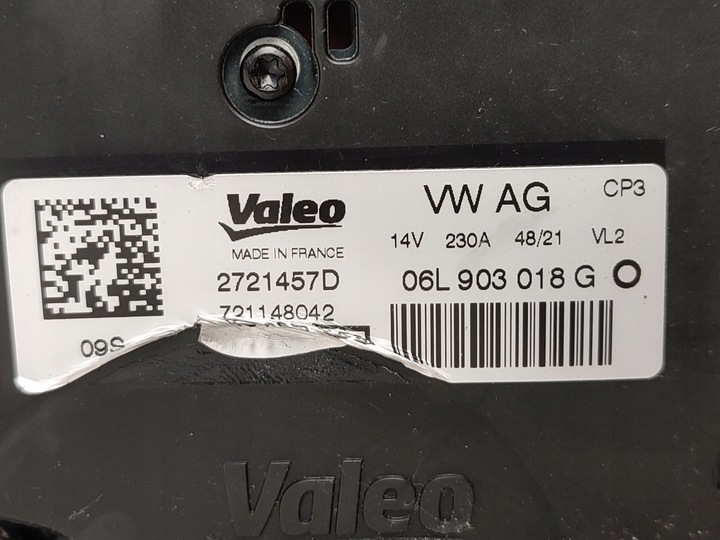 Valeo
VW AG
CP3
MADE IN FRANCE
14V 230A 48/21 VL2
2721457D
06L 903 018 G O
721148042
09S
Valeo